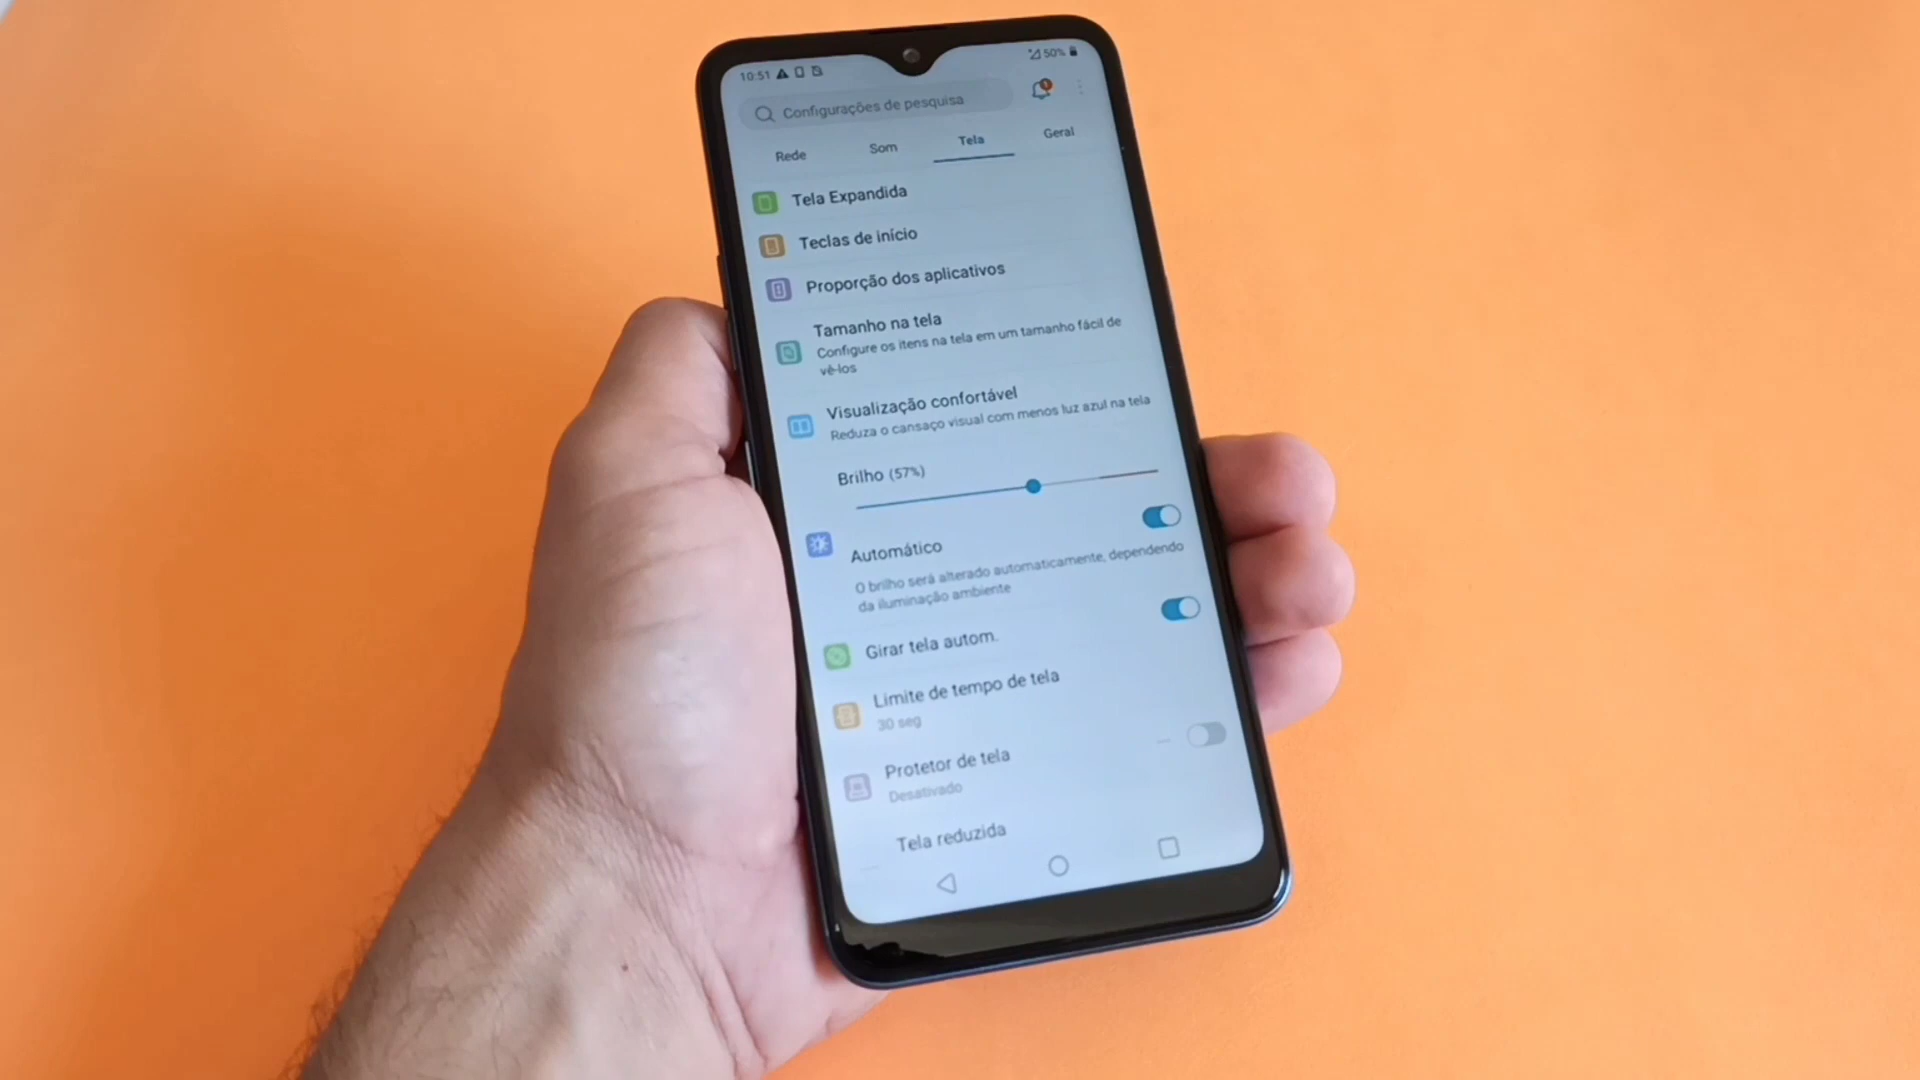 10:51
50%
Configurações de pesquisa
1
Rede Som Tela Geral
Tela Expandida
Teclas de início
Proporção dos aplicativos
Tamanho na tela
Configure os itens na tela em um tamanho fácil de
vê-los
Visualização confortável
Reduza o cansaço visual com menos luz azul na tela
Brilho (57%)
Automático
O brilho será alterado automaticamente, dependendo
da iluminação ambiente
Girar tela autom.
Limite de tempo de tela
30 seg
Protetor de tela
Desativado
Tela reduzida